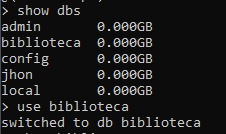 > show dbs
admin 0.000GB
biblioteca 0.000GB
config 0.000GB
jhon 0.000GB
local 0.000GB
> use biblioteca
switched to db biblioteca